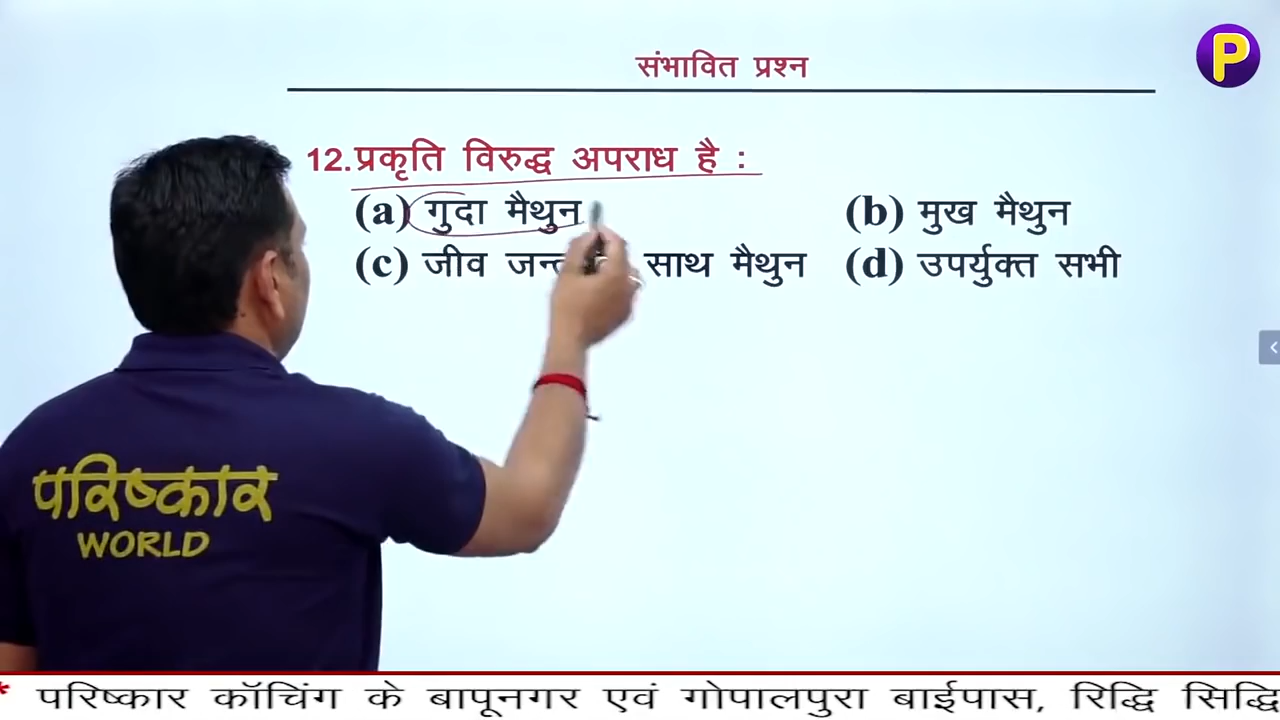 P
संभावित प्रश्न
12.प्रकृति विरुद्ध अपराध है :
(a) गुदा मैथुन (b) मुख मैथुन
(c) जीव साथ मैथुन (d) उपर्युक्त सभी
परिष्कार
WORLD
* परिष्कार कॉचिंग के बापूनगर एवं गोपालपुरा बाईपास, रिद्धि सिद्धि